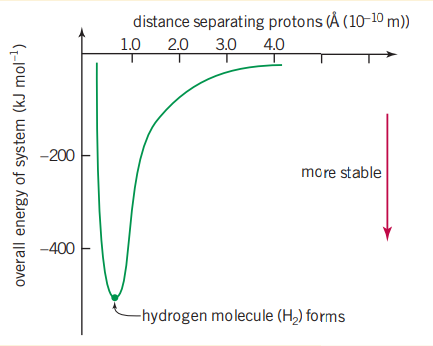 distance separating protons (Å (10⁻¹⁰ m))
1.0 2.0 3.0 4.0
overall energy of system (kJ mol⁻¹)
–200
more stable
–400
hydrogen molecule (H₂) forms